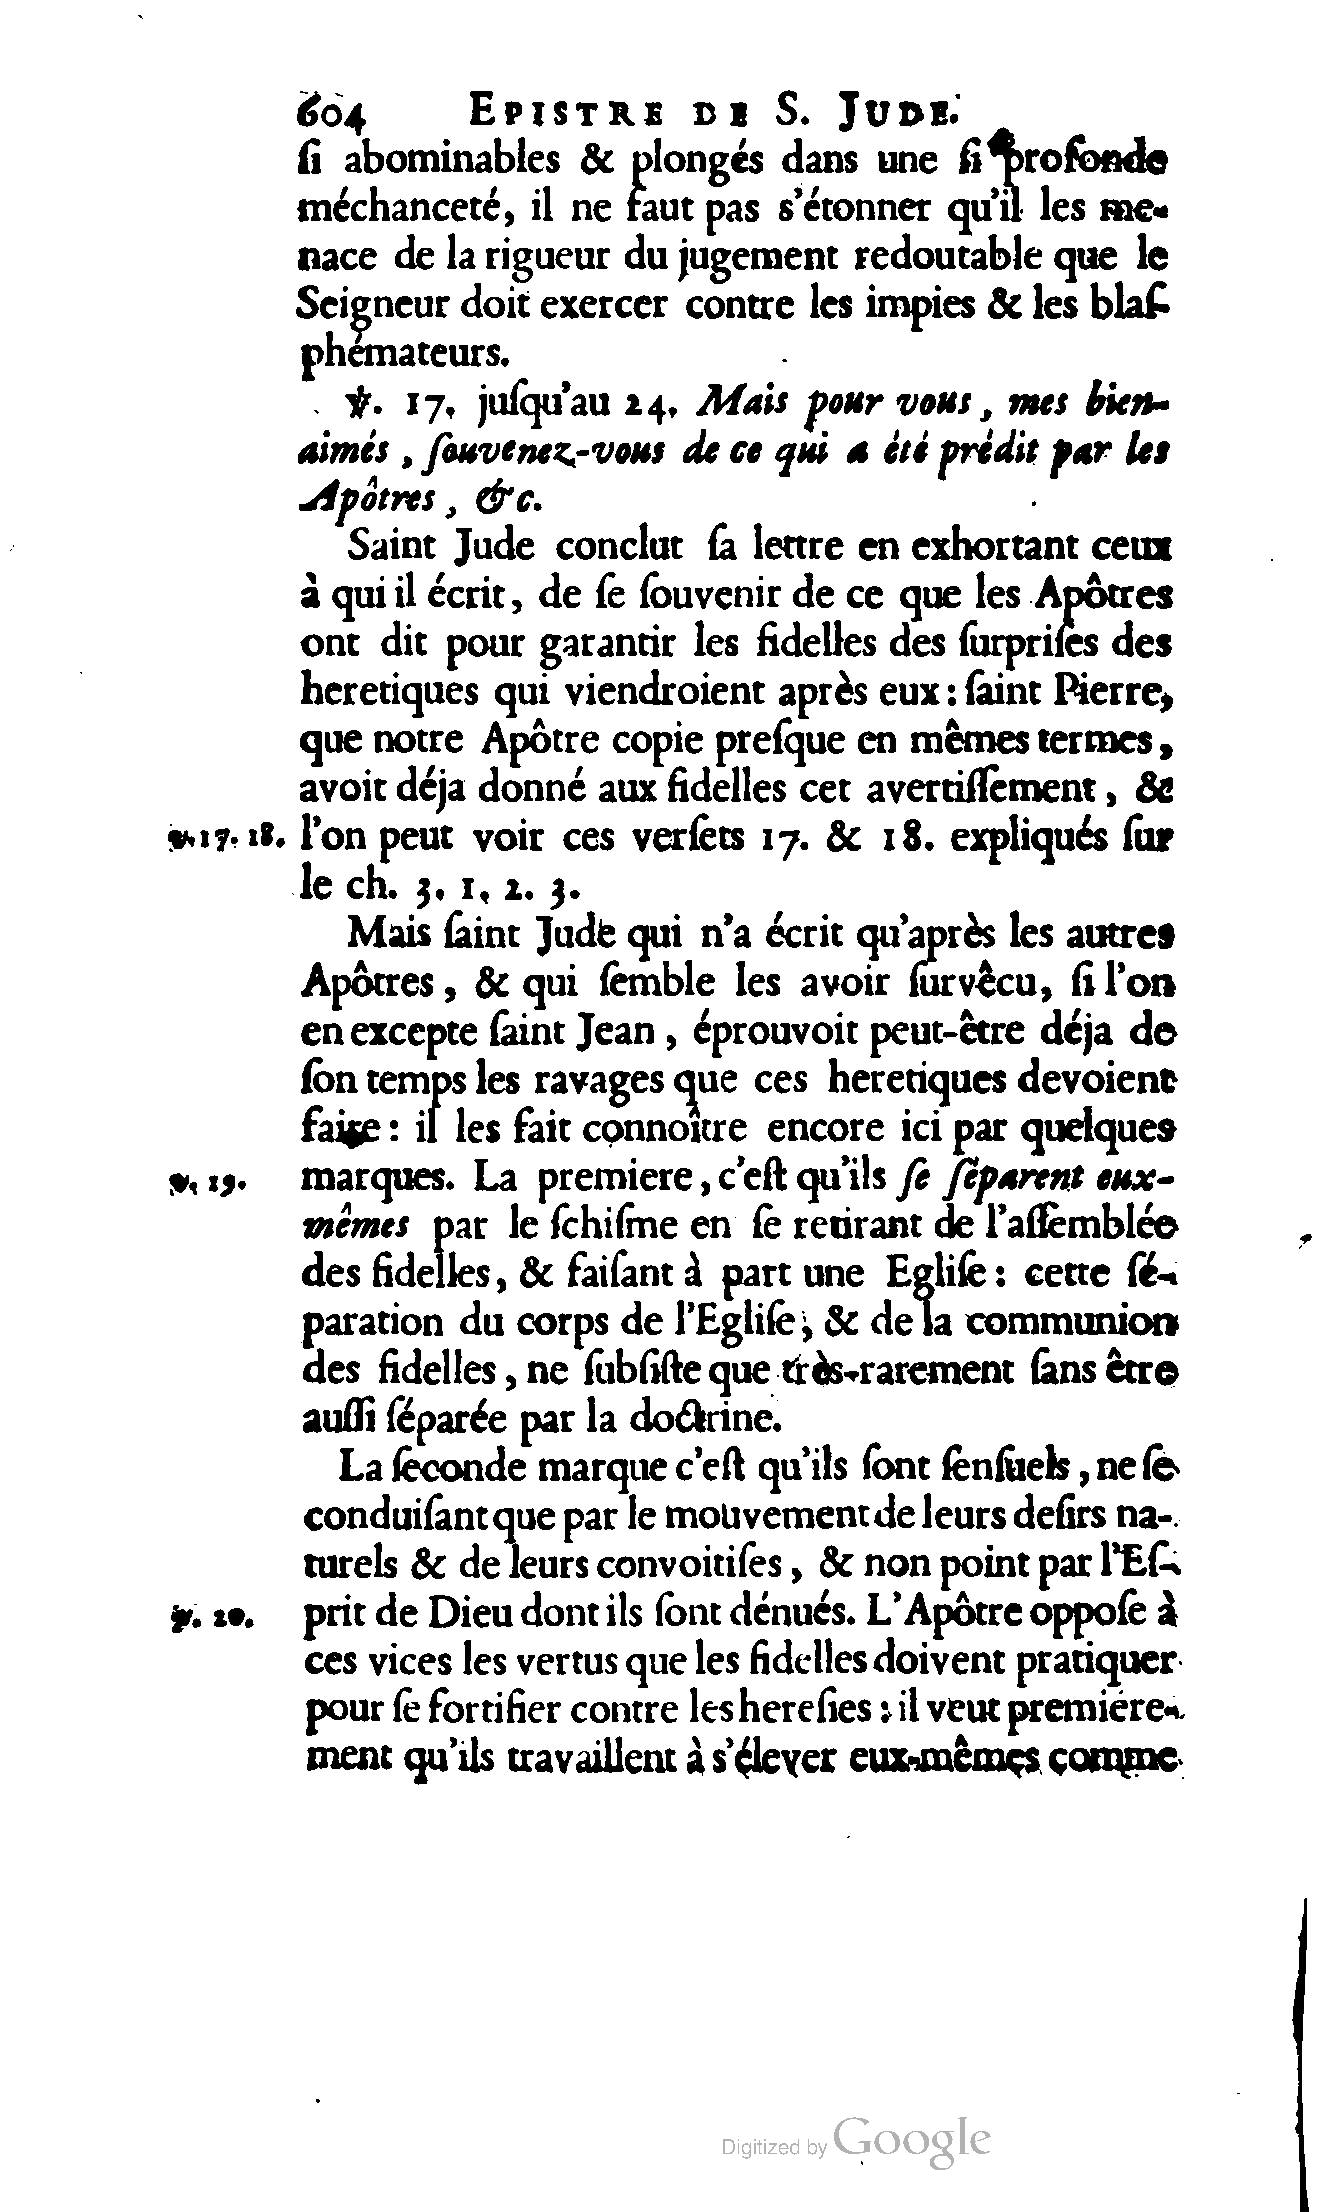 604 EPISTRE DE S. JUDE.
ſi abominables & plongés dans une ſi profonde
méchanceté, il ne faut pas s'étonner qu'il les me-
nace de la rigueur du jugement redoutable que le
Seigneur doit exercer contre les impies & les blaſ-
phémateurs.
℣. 17, juſqu'au 24, Mais pour vous, mes bien-
aimés, ſouvenez-vous de ce qui a été prédit par les
Apôtres, &c.
Saint Jude conclut ſa lettre en exhortant ceux
à qui il écrit, de ſe ſouvenir de ce que les Apôtres
ont dit pour garantir les fidelles des ſurpriſes des
heretiques qui viendroient après eux : ſaint Pierre,
que notre Apôtre copie preſque en mêmes termes,
avoit déja donné aux fidelles cet avertiſſement, &
℣. 17. 18. l'on peut voir ces verſets 17. & 18. expliqués ſur
le ch. 3. 1. 2. 3.
Mais ſaint Jude qui n'a écrit qu'après les autres
Apôtres, & qui ſemble les avoir ſurvêcu, ſi l'on
en excepte ſaint Jean, éprouvoit peut-être déja de
ſon temps les ravages que ces heretiques devoient
faire : il les fait connoître encore ici par quelques
℣. 19. marques. La premiere, c'eſt qu'ils ſe ſéparent eux-
mêmes par le ſchiſme en ſe retirant de l'aſſemblée
des fidelles, & faiſant à part une Egliſe : cette ſé-
paration du corps de l'Egliſe, & de la communion
des fidelles, ne ſubſiſte que très-rarement ſans être
auſſi ſéparée par la doctrine.
La ſeconde marque c'eſt qu'ils ſont ſenſuels, ne ſe
conduiſant que par le mouvement de leurs deſirs na-
turels & de leurs convoitiſes, & non point par l'Eſ-
℣. 20. prit de Dieu dont ils ſont dénués. L'Apôtre oppoſe à
ces vices les vertus que les fidelles doivent pratiquer
pour ſe fortifier contre les hereſies : il veut premiére-
ment qu'ils travaillent à s'élever eux-mêmes comme
Digitized by Google